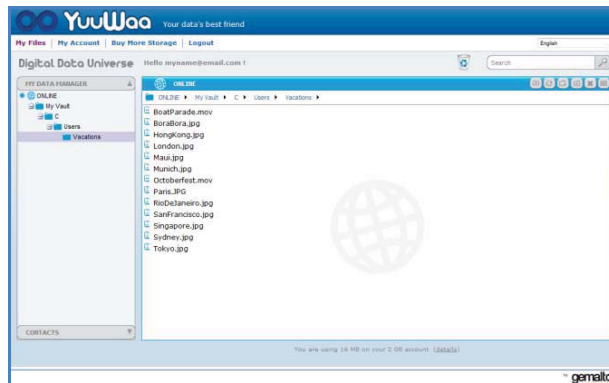 YuuWaa Your data's best friend
My Files | My Account | Buy More Storage | Logout
English
Digital Data Universe Hello myname@email.com !
Search
MY DATA MANAGER
ONLINE
ONLINE
My Vault
C
Users
Vacations
ONLINE ▸ My Vault ▸ C ▸ Users ▸ Vacations ▸
BoatParade.mov
BoraBora.jpg
HongKong.jpg
London.jpg
Maui.jpg
Munich.jpg
Octoberfest.mov
Paris.JPG
RioDeJaneiro.jpg
SanFrancisco.jpg
Singapore.jpg
Sydney.jpg
Tokyo.jpg
CONTACTS
You are using 16 MB on your 2 GB account (details)
gemalto